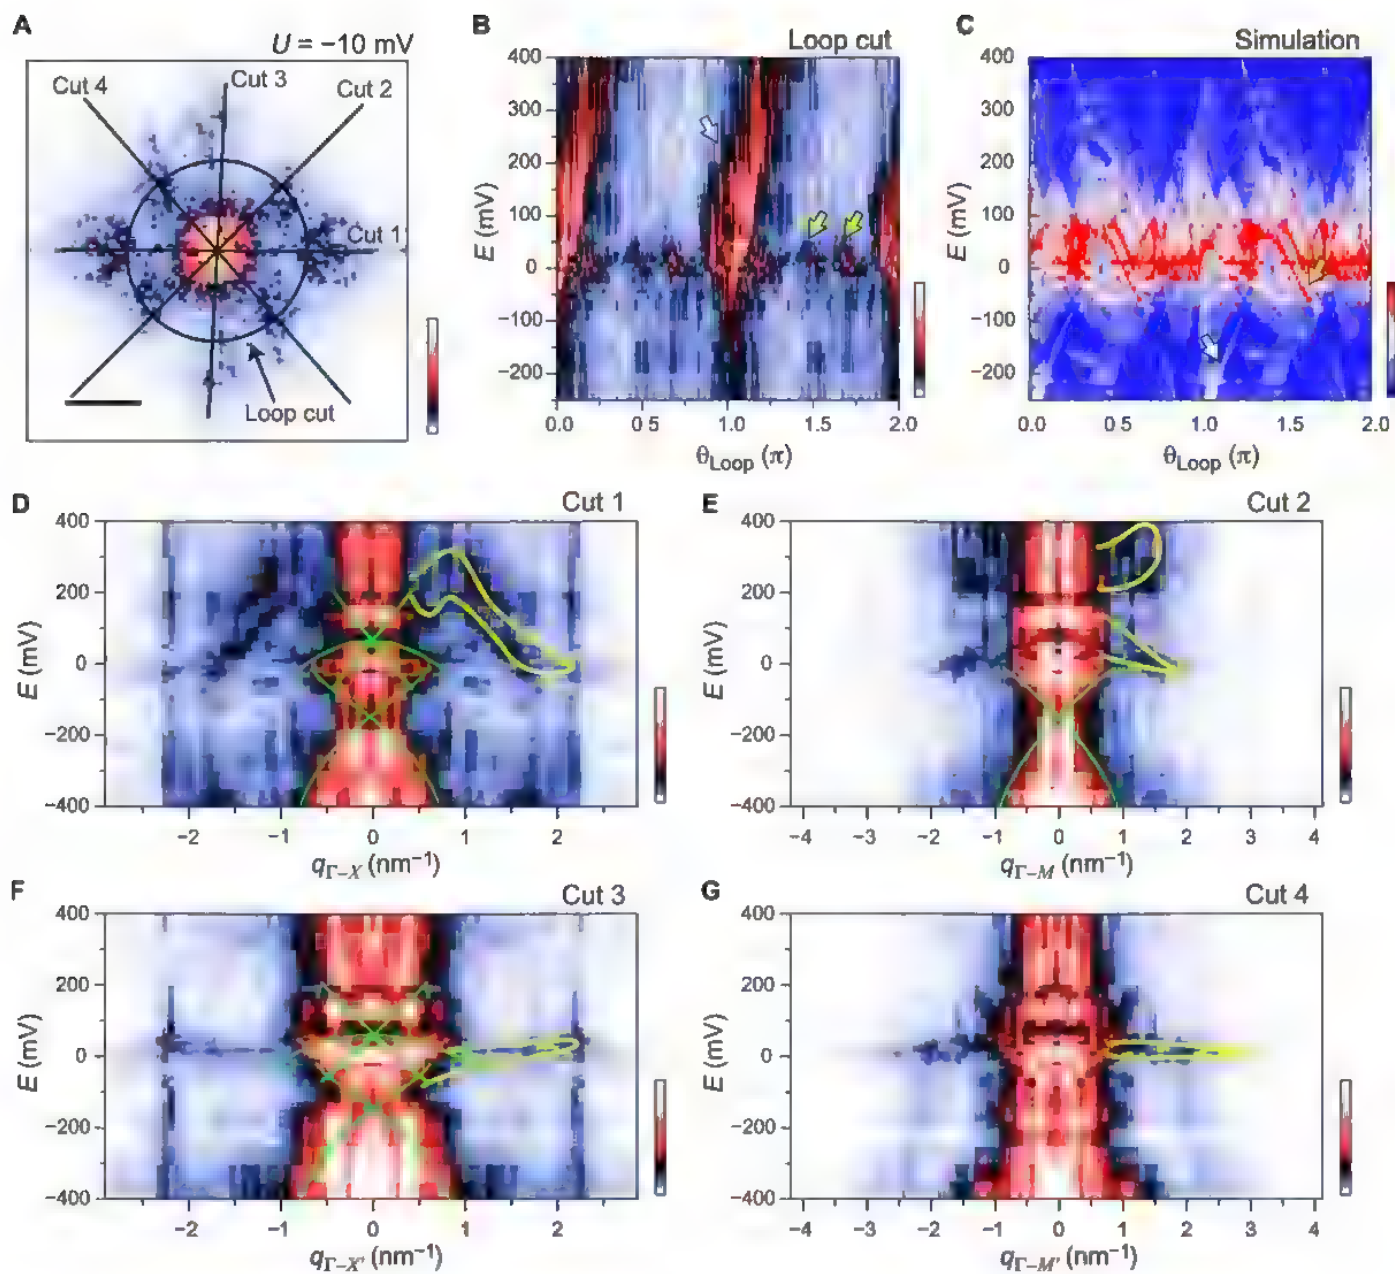 A
U = −10 mV
Cut 4
Cut 3
Cut 2
Cut 1
Loop cut
B
Loop cut
E (mV)
400
300
200
100
0
−100
−200
0.0
0 5
1.0
1.5
2.0
θLoop (π)
C
Simulation
E (mV)
400
300
200
100
0
−100
−200
0.0
0 5
1.0
1.5
2.0
θLoop (π)
D
Cut 1
E (mV)
400
200
0
−200
−400
−2
−1
0
1
2
qΓ−X (nm−1)
E
Cut 2
E (mV)
400
200
0
−200
−400
−4
−3
−2
−1
0
1
2
3
4
qΓ−M (nm−1)
F
Cut 3
E (mV)
400
200
0
−200
−400
−2
−1
0
1
2
qΓ−X' (nm−1)
G
Cut 4
E (mV)
400
200
0
−200
−400
−4
−3
−2
−1
0
1
2
3
4
qΓ−M' (nm−1)